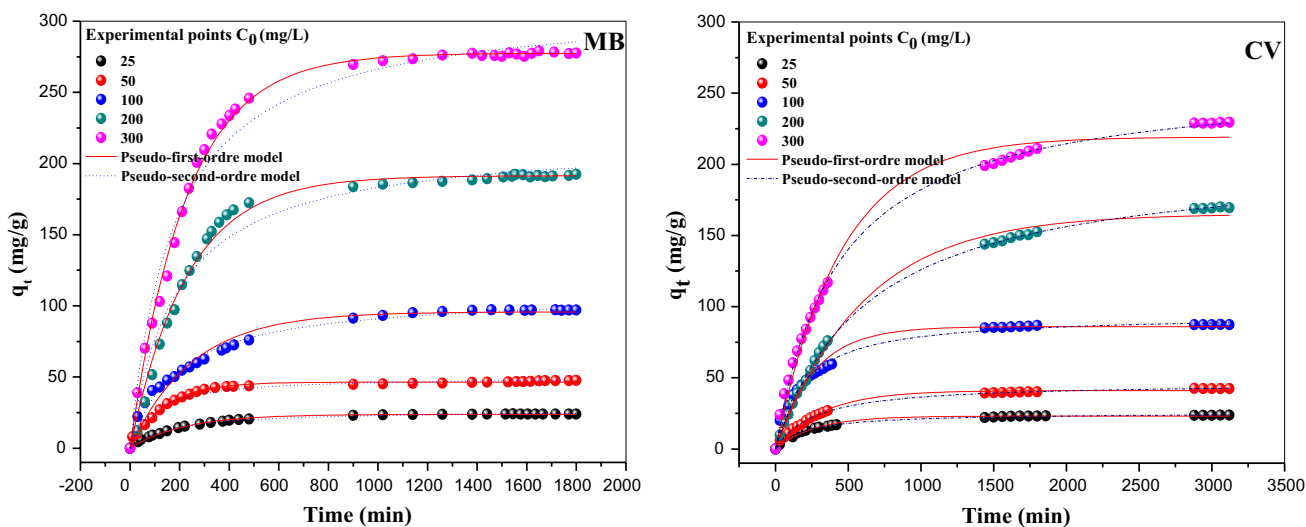 300
250
200
150
100
50
0
q_t (mg/g)
Experimental points C_0 (mg/L)
25
50
100
200
300
Pseudo-first-ordre model
Pseudo-second-ordre model
MB
-200 0 200 400 600 800 1000 1200 1400 1600 1800 2000
Time (min)
300
250
200
150
100
50
0
qt (mg/g)
Experimental points C_0 (mg/L)
25
50
100
200
300
Pseudo-first-ordre model
Pseudo-second-ordre model
CV
0 500 1000 1500 2000 2500 3000 3500
Time (min)